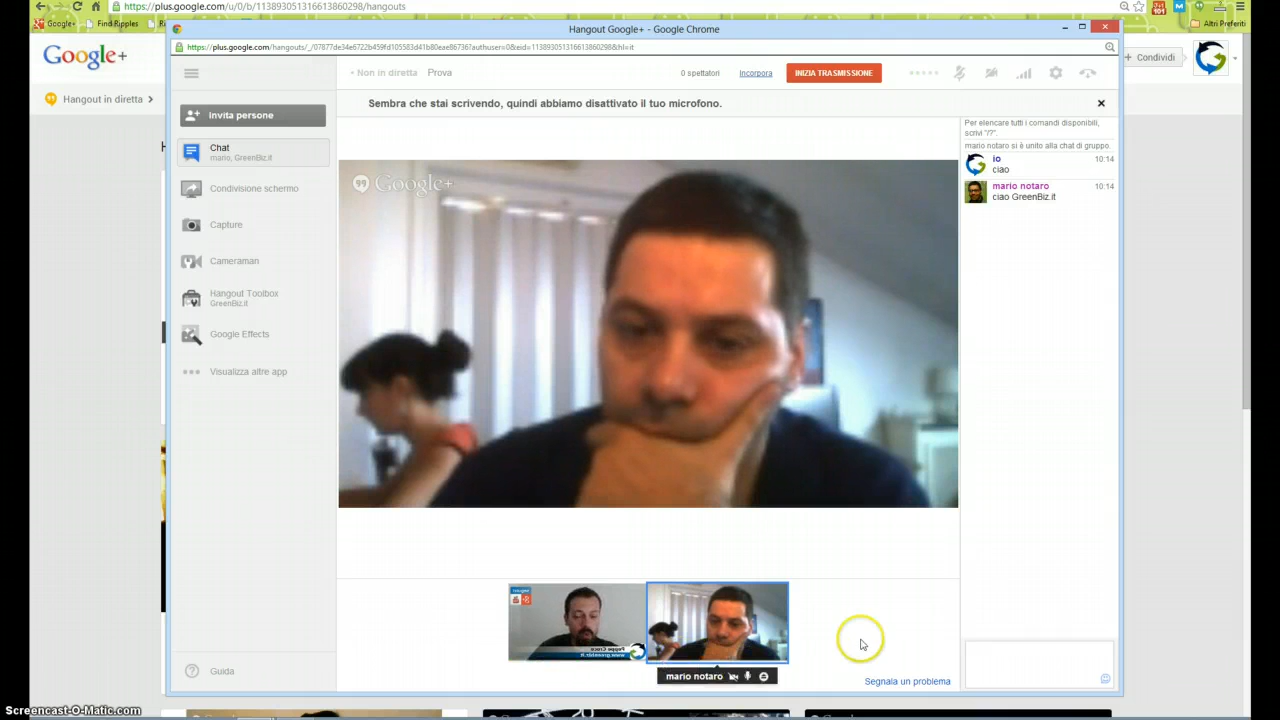 https://plus.google.com/u/0/b/113893051316613860298/hangouts
Google+
Find Ripples
Altri Preferiti
Hangout Google+ - Google Chrome
Google+
Hangout in diretta
Condividi
Non in diretta
Prova
0 spettatori
Incorpora
INIZIA TRASMISSIONE
Invita persone
Sembra che stai scrivendo, quindi abbiamo disattivato il tuo microfono.
Chat
mario, GreenBiz.it
Condivisione schermo
Capture
Cameraman
Hangout Toolbox
GreenBiz.it
Google Effects
Visualizza altre app
Guida
Google+
Per elencare tutti i comandi disponibili,
scrivi "/?".
mario notaro si è unito alla chat di gruppo.
io 10:14
ciao
mario notaro 10:14
ciao GreenBiz.it
mario notaro
Segnala un problema
Screencast-O-Matic.com